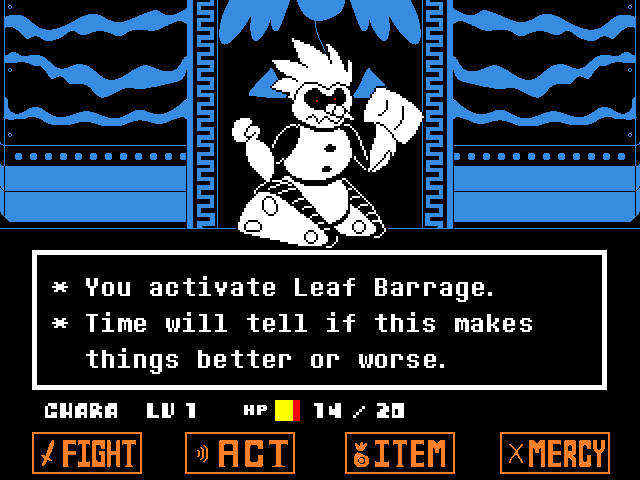 * You activate Leaf Barrage.
* Time will tell if this makes
things better or worse.
CHARA LV 1 HP 14 / 20
FIGHT ACT ITEM MERCY